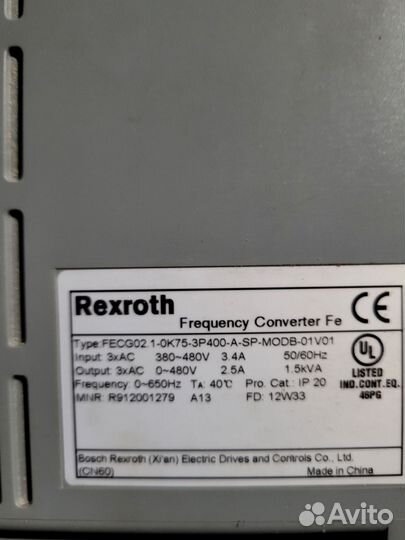 Rexroth
Frequency Converter Fe
CE
Type:FECG02.1-0K75-3P400-A-SP-MODB-01V01
Input: 3xAC 380~480V 3.4A 50/60Hz
Output: 3xAC 0~480V 2.5A 1.5kVA
Frequency: 0~650Hz TA: 40℃ Pro. Cat.: IP 20
MNR: R912001279 A13 FD: 12W33
UL
LISTED
IND.CONT.EQ.
46PG
Bosch Rexroth (Xi'an) Electric Drives and Controls Co., Ltd.
(CN60) Made in China
Avito